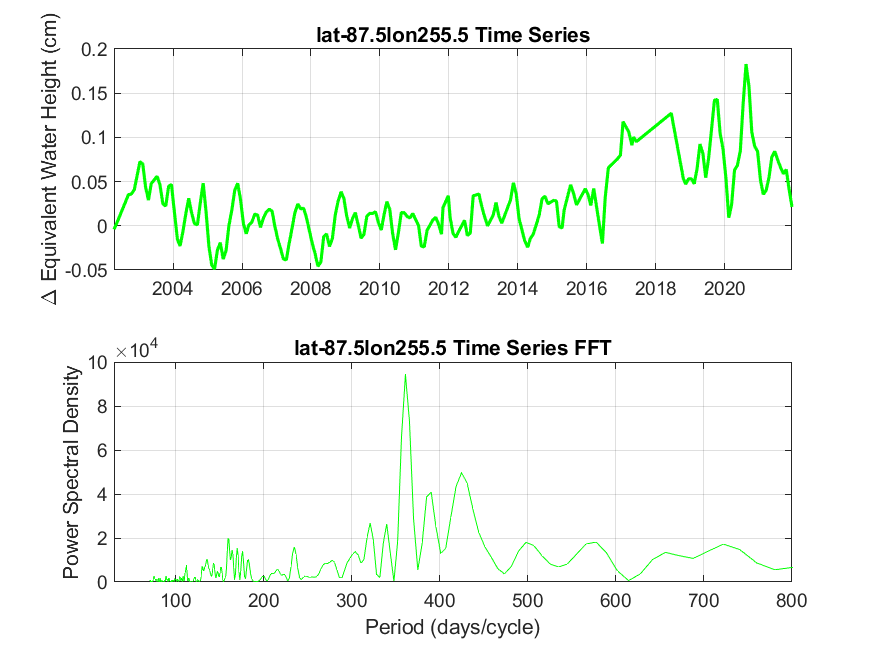 lat-87.5lon255.5 Time Series
Δ Equivalent Water Height (cm)
0.2
0.15
0.1
0.05
0
-0.05
2004 2006 2008 2010 2012 2014 2016 2018 2020
lat-87.5lon255.5 Time Series FFT
×10^4
Power Spectral Density
10
8
6
4
2
0
100 200 300 400 500 600 700 800
Period (days/cycle)